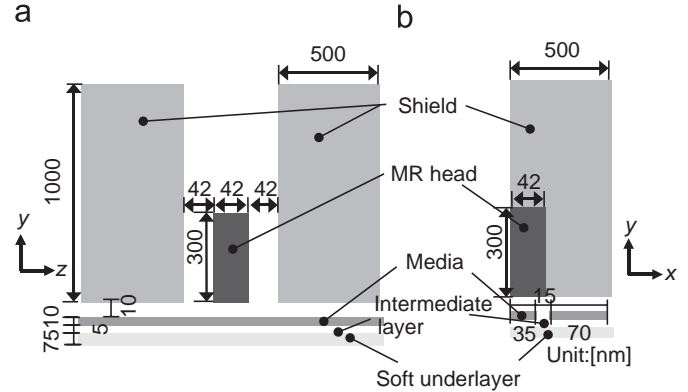 a
b
500
500
Shield
1000
42
42
42
MR head
42
300
300
y
z
y
x
Media
10
15
Intermediate
layer
7510
5
35
70
Unit:[nm]
Soft underlayer